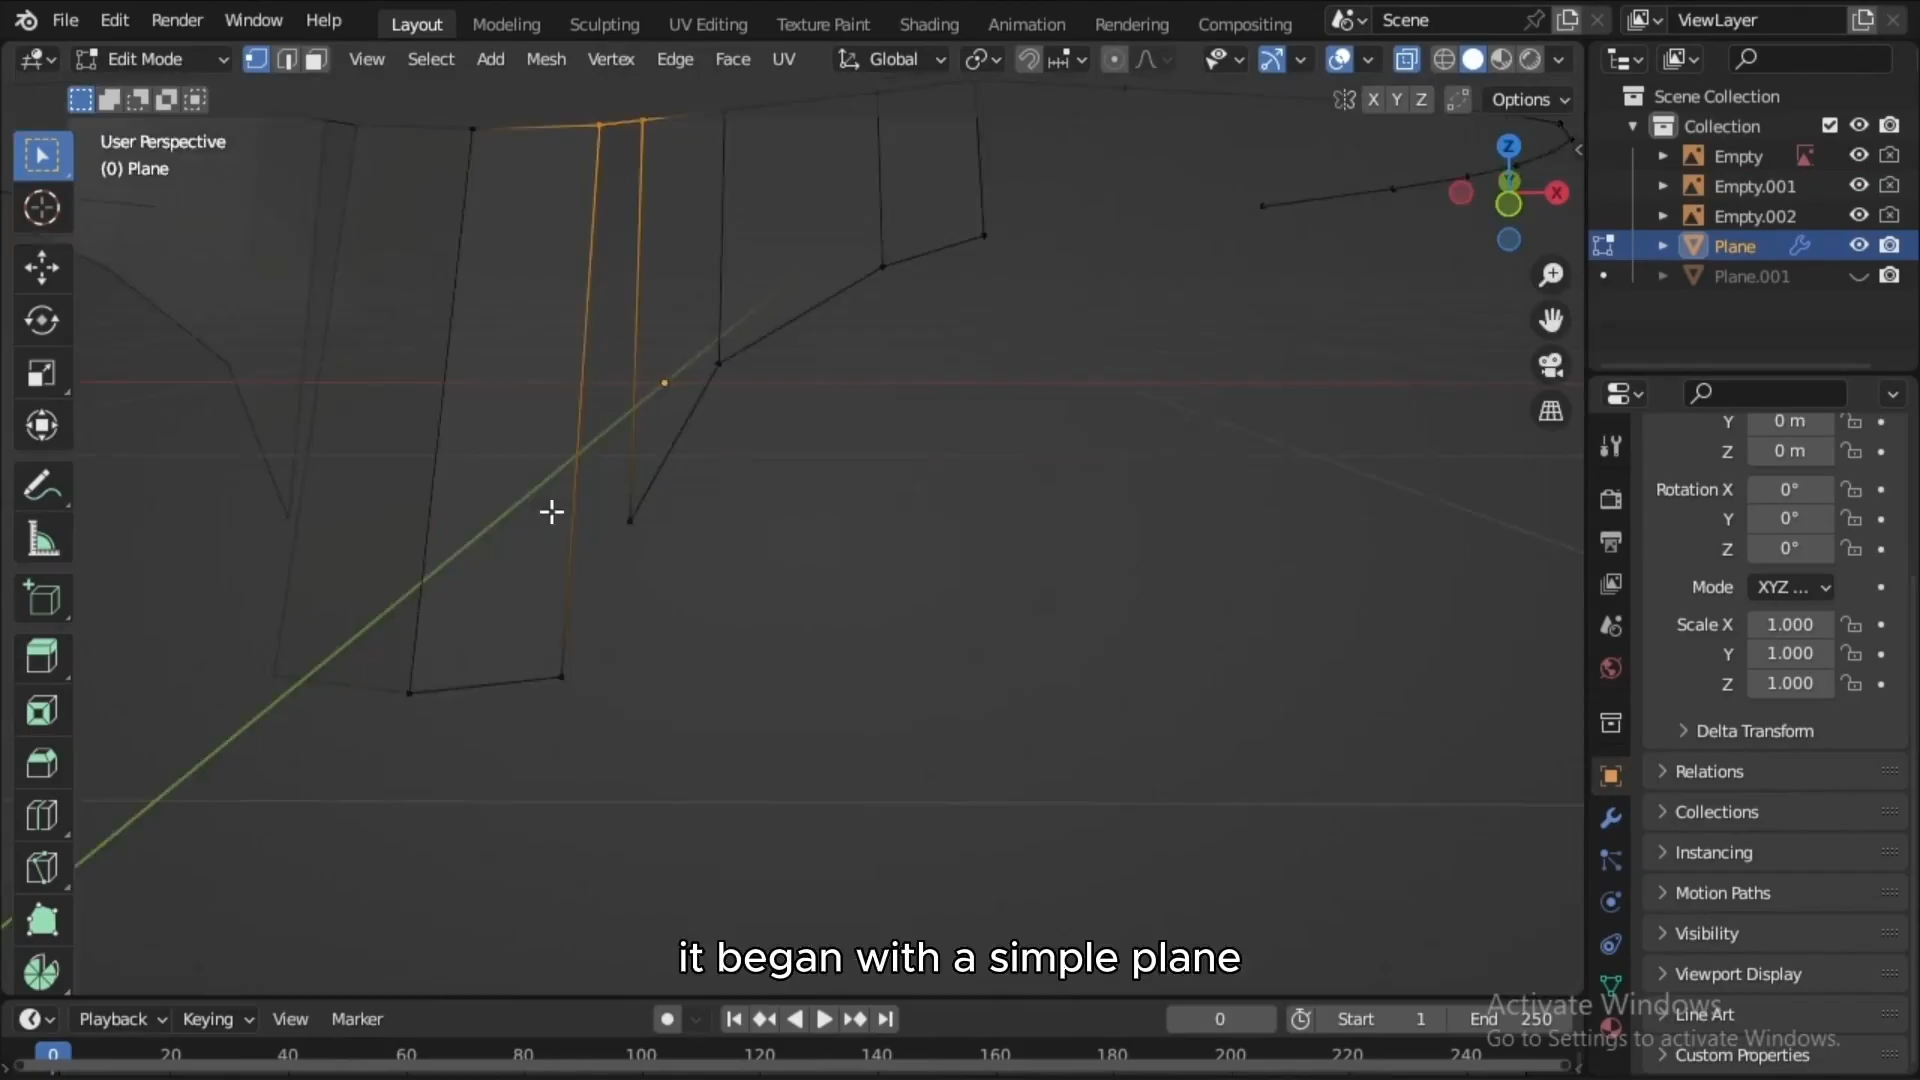 File Edit Render Window Help Layout Modeling Sculpting UV Editing Texture Paint Shading Animation Rendering Compositing Scene ViewLayer
Edit Mode View Select Add Mesh Vertex Edge Face UV Global
X Y Z Options
User Perspective
(0) Plane
Z
X
Scene Collection
Collection
Empty
Empty.001
Empty.002
Plane
Plane.001
Y 0 m
Z 0 m
Rotation X 0°
Y 0°
Z 0°
Mode XYZ ...
Scale X 1.000
Y 1.000
Z 1.000
Delta Transform
Relations
Collections
Instancing
Motion Paths
Visibility
Viewport Display
Line Art
Custom Properties
it began with a simple plane
Activate Windows
Go to Settings to activate Windows.
Playback Keying View Marker 0 Start 1 End 250
0 20 40 60 80 100 120 140 160 180 200 220 240